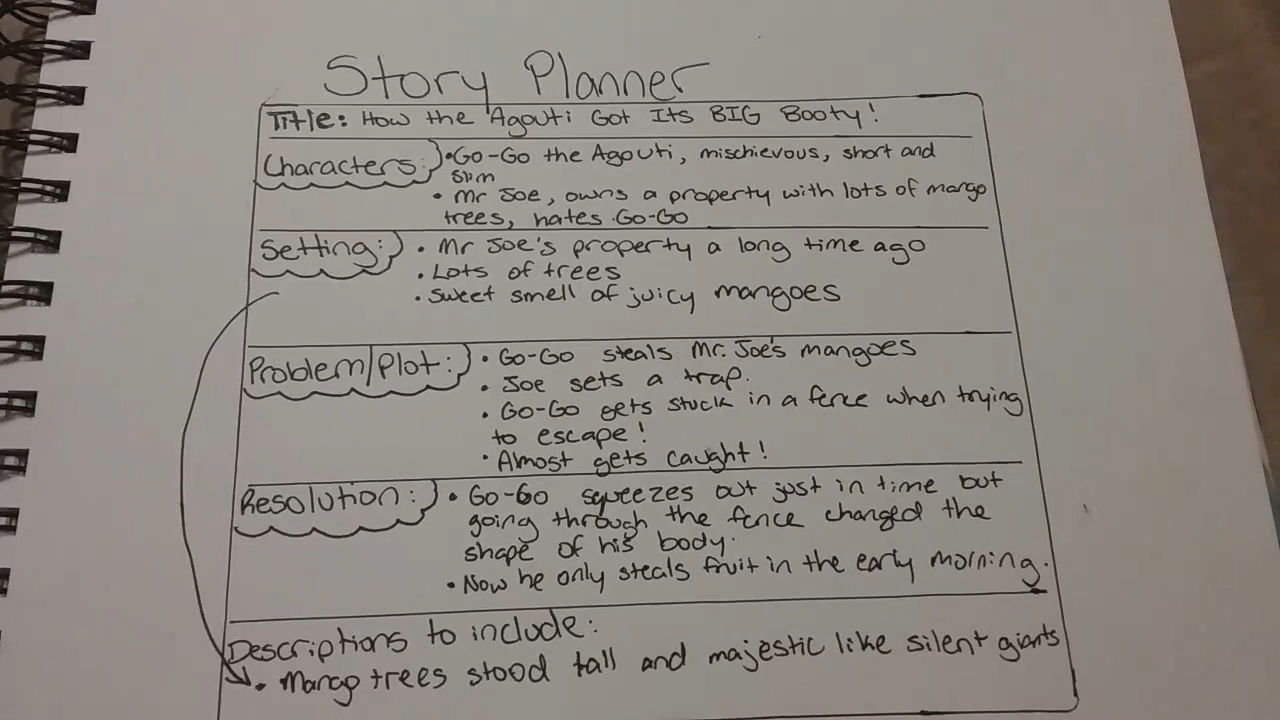 Story Planner
Title: How the Agouti Got Its BIG Booty!
Characters: • Go-Go the Agouti, mischievous, short and
slim
• Mr Joe, owns a property with lots of mango
trees, hates Go-Go
Setting: • Mr Joe's property a long time ago
• Lots of trees
• Sweet smell of juicy mangoes
Problem/Plot: • Go-Go steals Mr. Joe's mangoes
• Joe sets a trap.
• Go-Go gets stuck in a fence when trying
to escape!
• Almost gets caught!
Resolution: • Go-Go squeezes out just in time but
going through the fence changed the
shape of his body.
• Now he only steals fruit in the early morning.
Descriptions to include:
• Mango trees stood tall and majestic like silent giants